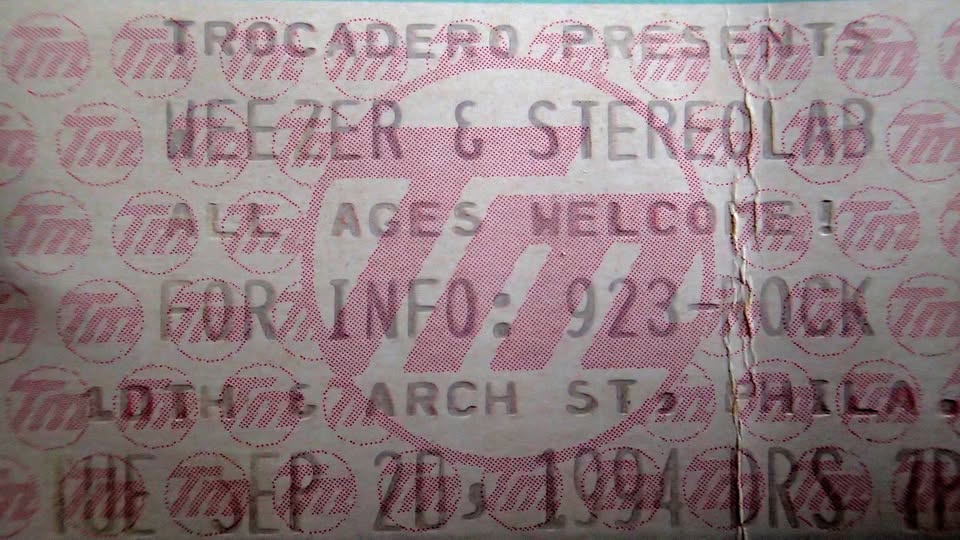 TROCADERO PRESENTS
WEEZER & STEREOLAB
ALL AGES WELCOME!
FOR INFO: 923-ROCK
10TH & ARCH ST, PHILA.
TUE SEP 20, 1994 DRS 7P
Tm